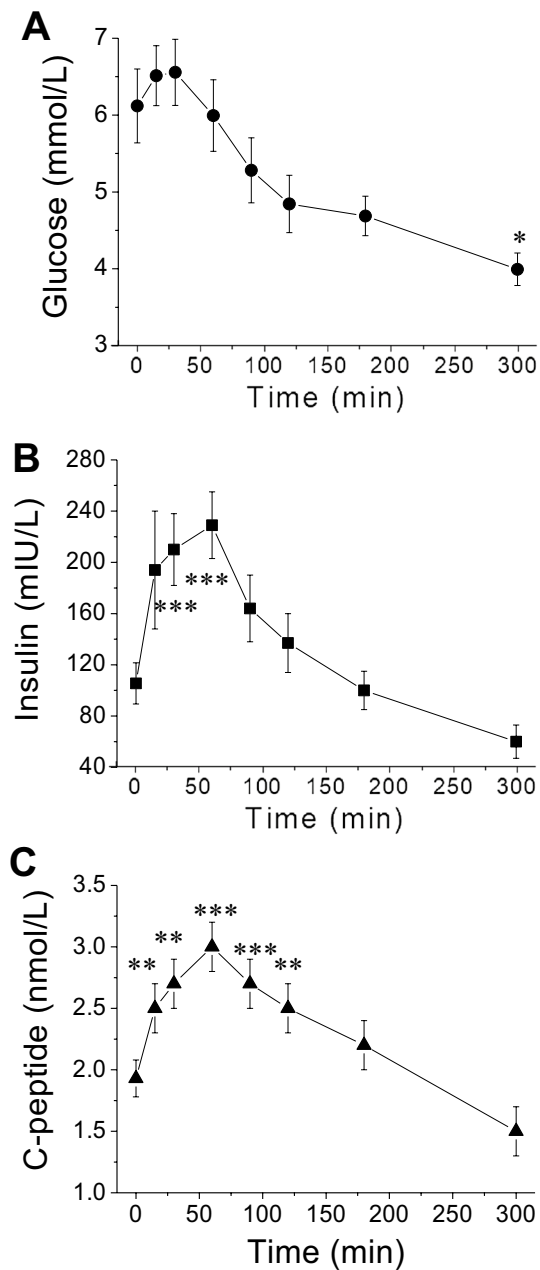 A
Glucose (mmol/L)
7
6
5
4
3
*
0 50 100 150 200 250 300
Time (min)
B
Insulin (mIU/L)
280
240
200
160
120
80
40
***
***
0 50 100 150 200 250 300
Time (min)
C
C-peptide (nmol/L)
3.5
3.0
2.5
2.0
1.5
1.0
** ** *** *** **
0 50 100 150 200 250 300
Time (min)